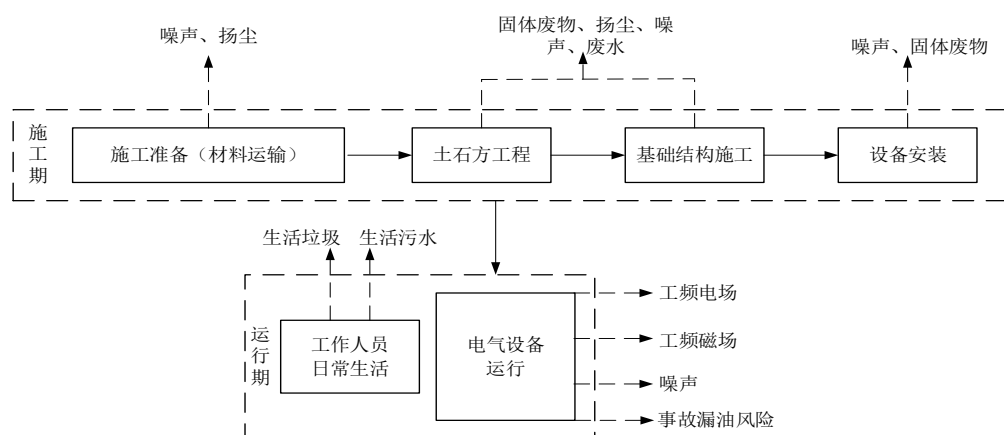 噪声、扬尘
固体废物、扬尘、噪
声、废水
噪声、固体废物
施工期
施工准备（材料运输）
土石方工程
基础结构施工
设备安装
生活垃圾
生活污水
运行期
工作人员
日常生活
电气设备
运行
工频电场
工频磁场
噪声
事故漏油风险